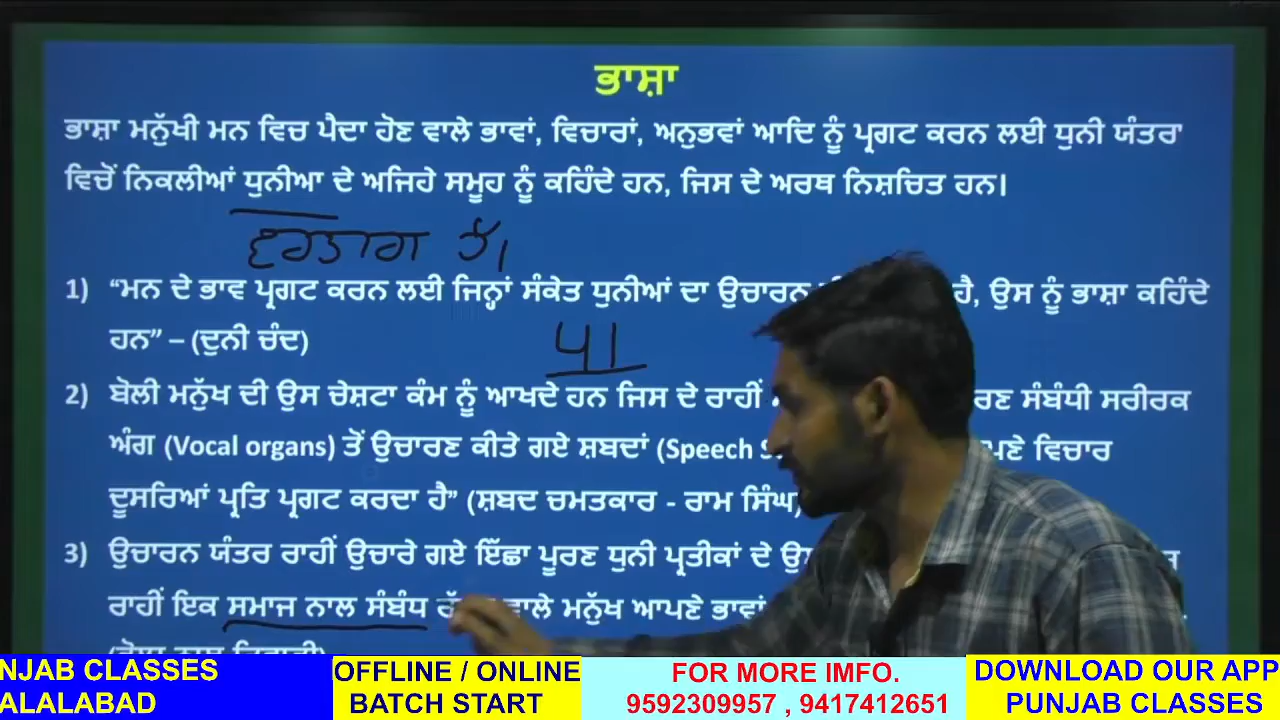 ਭਾਸ਼ਾ
ਭਾਸ਼ਾ ਮਨੁੱਖੀ ਮਨ ਵਿਚ ਪੈਦਾ ਹੋਣ ਵਾਲੇ ਭਾਵਾਂ, ਵਿਚਾਰਾਂ, ਅਨੁਭਵਾਂ ਆਦਿ ਨੂੰ ਪ੍ਰਗਟ ਕਰਨ ਲਈ ਧੁਨੀ ਯੰਤਰ
ਵਿਚੋਂ ਨਿਕਲੀਆਂ ਧੁਨੀਆ ਦੇ ਅਜਿਹੇ ਸਮੂਹ ਨੂੰ ਕਹਿੰਦੇ ਹਨ, ਜਿਸ ਦੇ ਅਰਥ ਨਿਸ਼ਚਿਤ ਹਨ।
1) “ਮਨ ਦੇ ਭਾਵ ਪ੍ਰਗਟ ਕਰਨ ਲਈ ਜਿਨ੍ਹਾਂ ਸੰਕੇਤ ਧੁਨੀਆਂ ਦਾ ਉਚਾਰਨ ਹੈ, ਉਸ ਨੂੰ ਭਾਸ਼ਾ ਕਹਿੰਦੇ
ਹਨ” – (ਦੁਨੀ ਚੰਦ)
2) ਬੋਲੀ ਮਨੁੱਖ ਦੀ ਉਸ ਚੇਸ਼ਟਾ ਕੰਮ ਨੂੰ ਆਖਦੇ ਹਨ ਜਿਸ ਦੇ ਰਾਹੀਂ ਸੰਬੰਧੀ ਸਰੀਰਕ
ਅੰਗ (Vocal organs) ਤੋਂ ਉਚਾਰਣ ਕੀਤੇ ਗਏ ਸ਼ਬਦਾਂ (Speech ਵਿਚਾਰ
ਦੂਸਰਿਆਂ ਪ੍ਰਤਿ ਪ੍ਰਗਟ ਕਰਦਾ ਹੈ” (ਸ਼ਬਦ ਚਮਤਕਾਰ - ਰਾਮ ਸਿੰਘ)
3) ਉਚਾਰਨ ਯੰਤਰ ਰਾਹੀਂ ਉਚਾਰੇ ਗਏ ਇੱਛਾ ਪੂਰਣ ਧੁਨੀ ਪ੍ਰਤੀਕਾਂ ਦੇ
ਰਾਹੀਂ ਇਕ ਸਮਾਜ ਨਾਲ ਸੰਬੰਧ ਵਾਲੇ ਮਨੁੱਖ ਆਪਣੇ ਭਾਵਾਂ
NJAB CLASSES
ALALABAD
OFFLINE / ONLINE
BATCH START
FOR MORE IMFO.
9592309957 , 9417412651
DOWNLOAD OUR APP
PUNJAB CLASSES